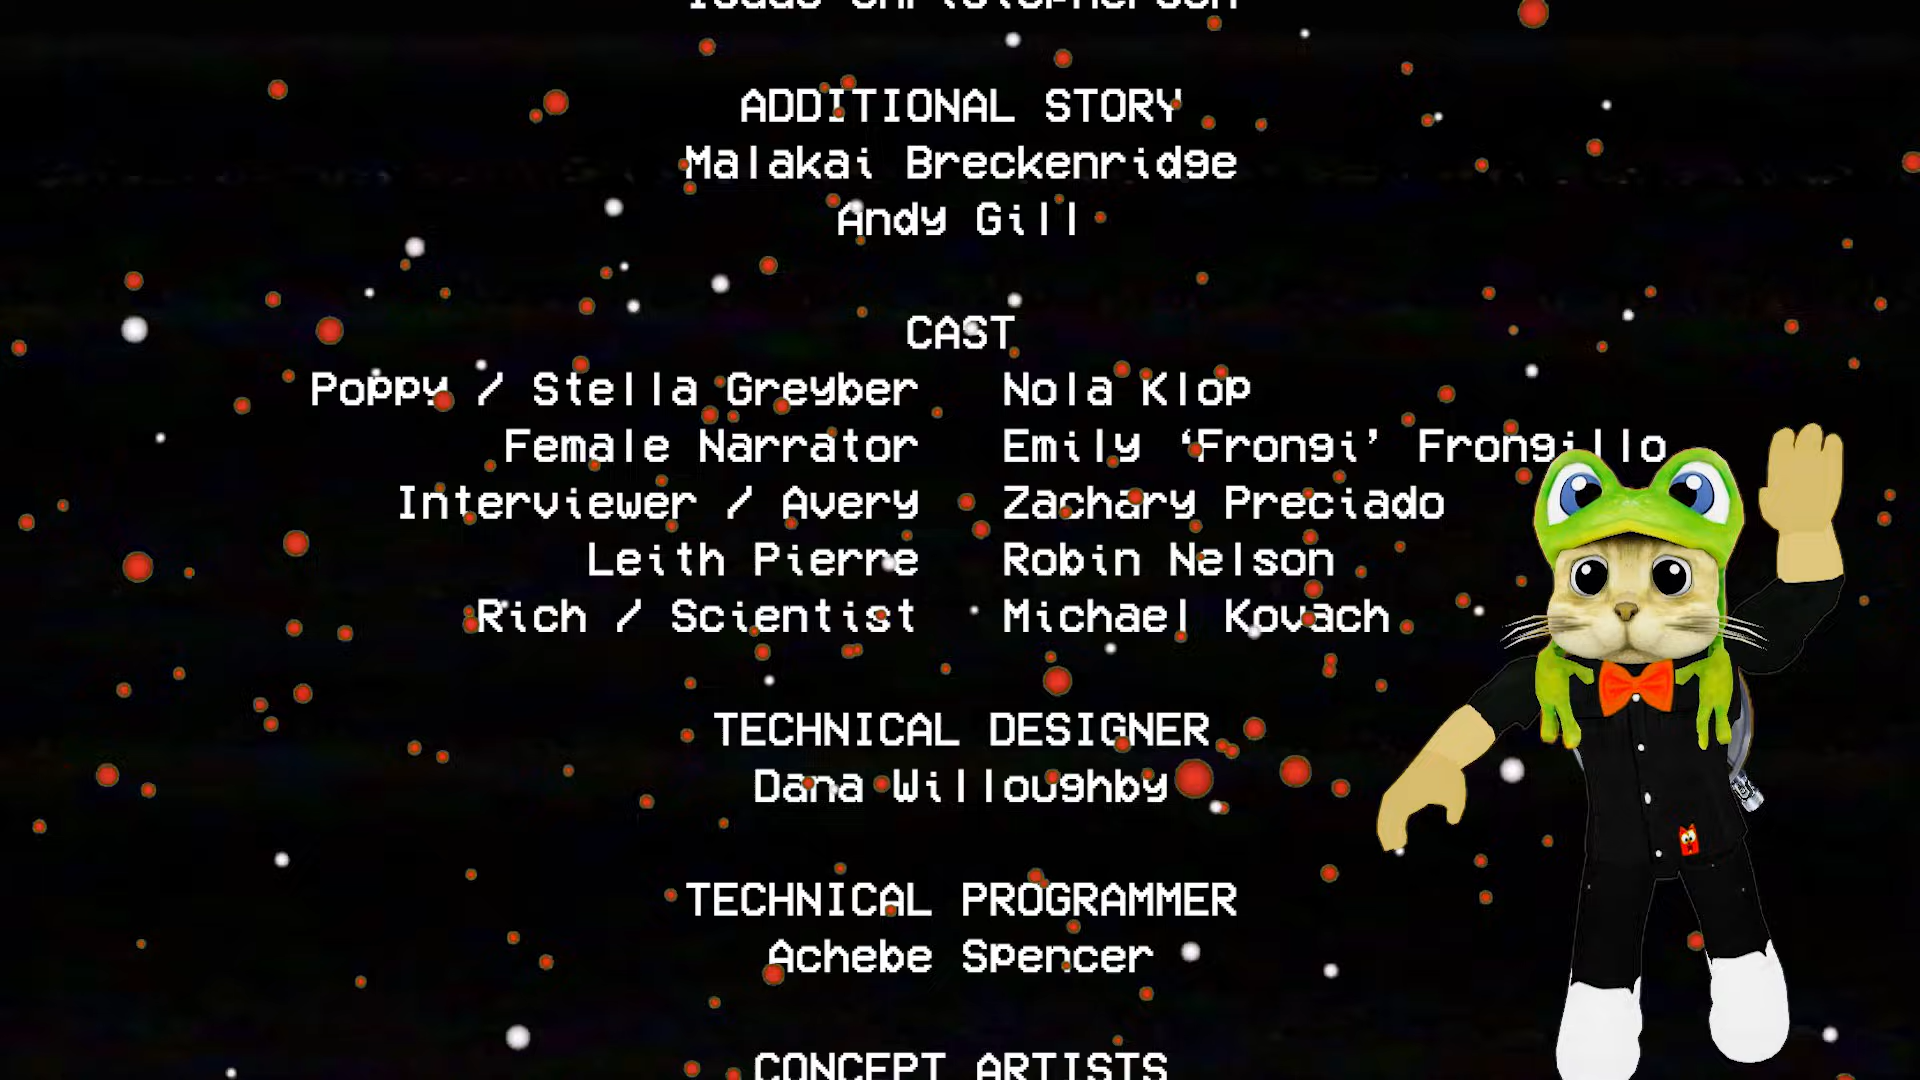 ADDITIONAL STORY
Malakai Breckenridge
Andy Gill
CAST
Poppy / Stella Greyber Nola Klop
Female Narrator Emily ‘Frongi’ Frongillo
Interviewer / Avery Zachary Preciado
Leith Pierre Robin Nelson
Rich / Scientist Michael Kovach
TECHNICAL DESIGNER
Dana Willoughby
TECHNICAL PROGRAMMER
Achebe Spencer
CONCEPT ARTISTS